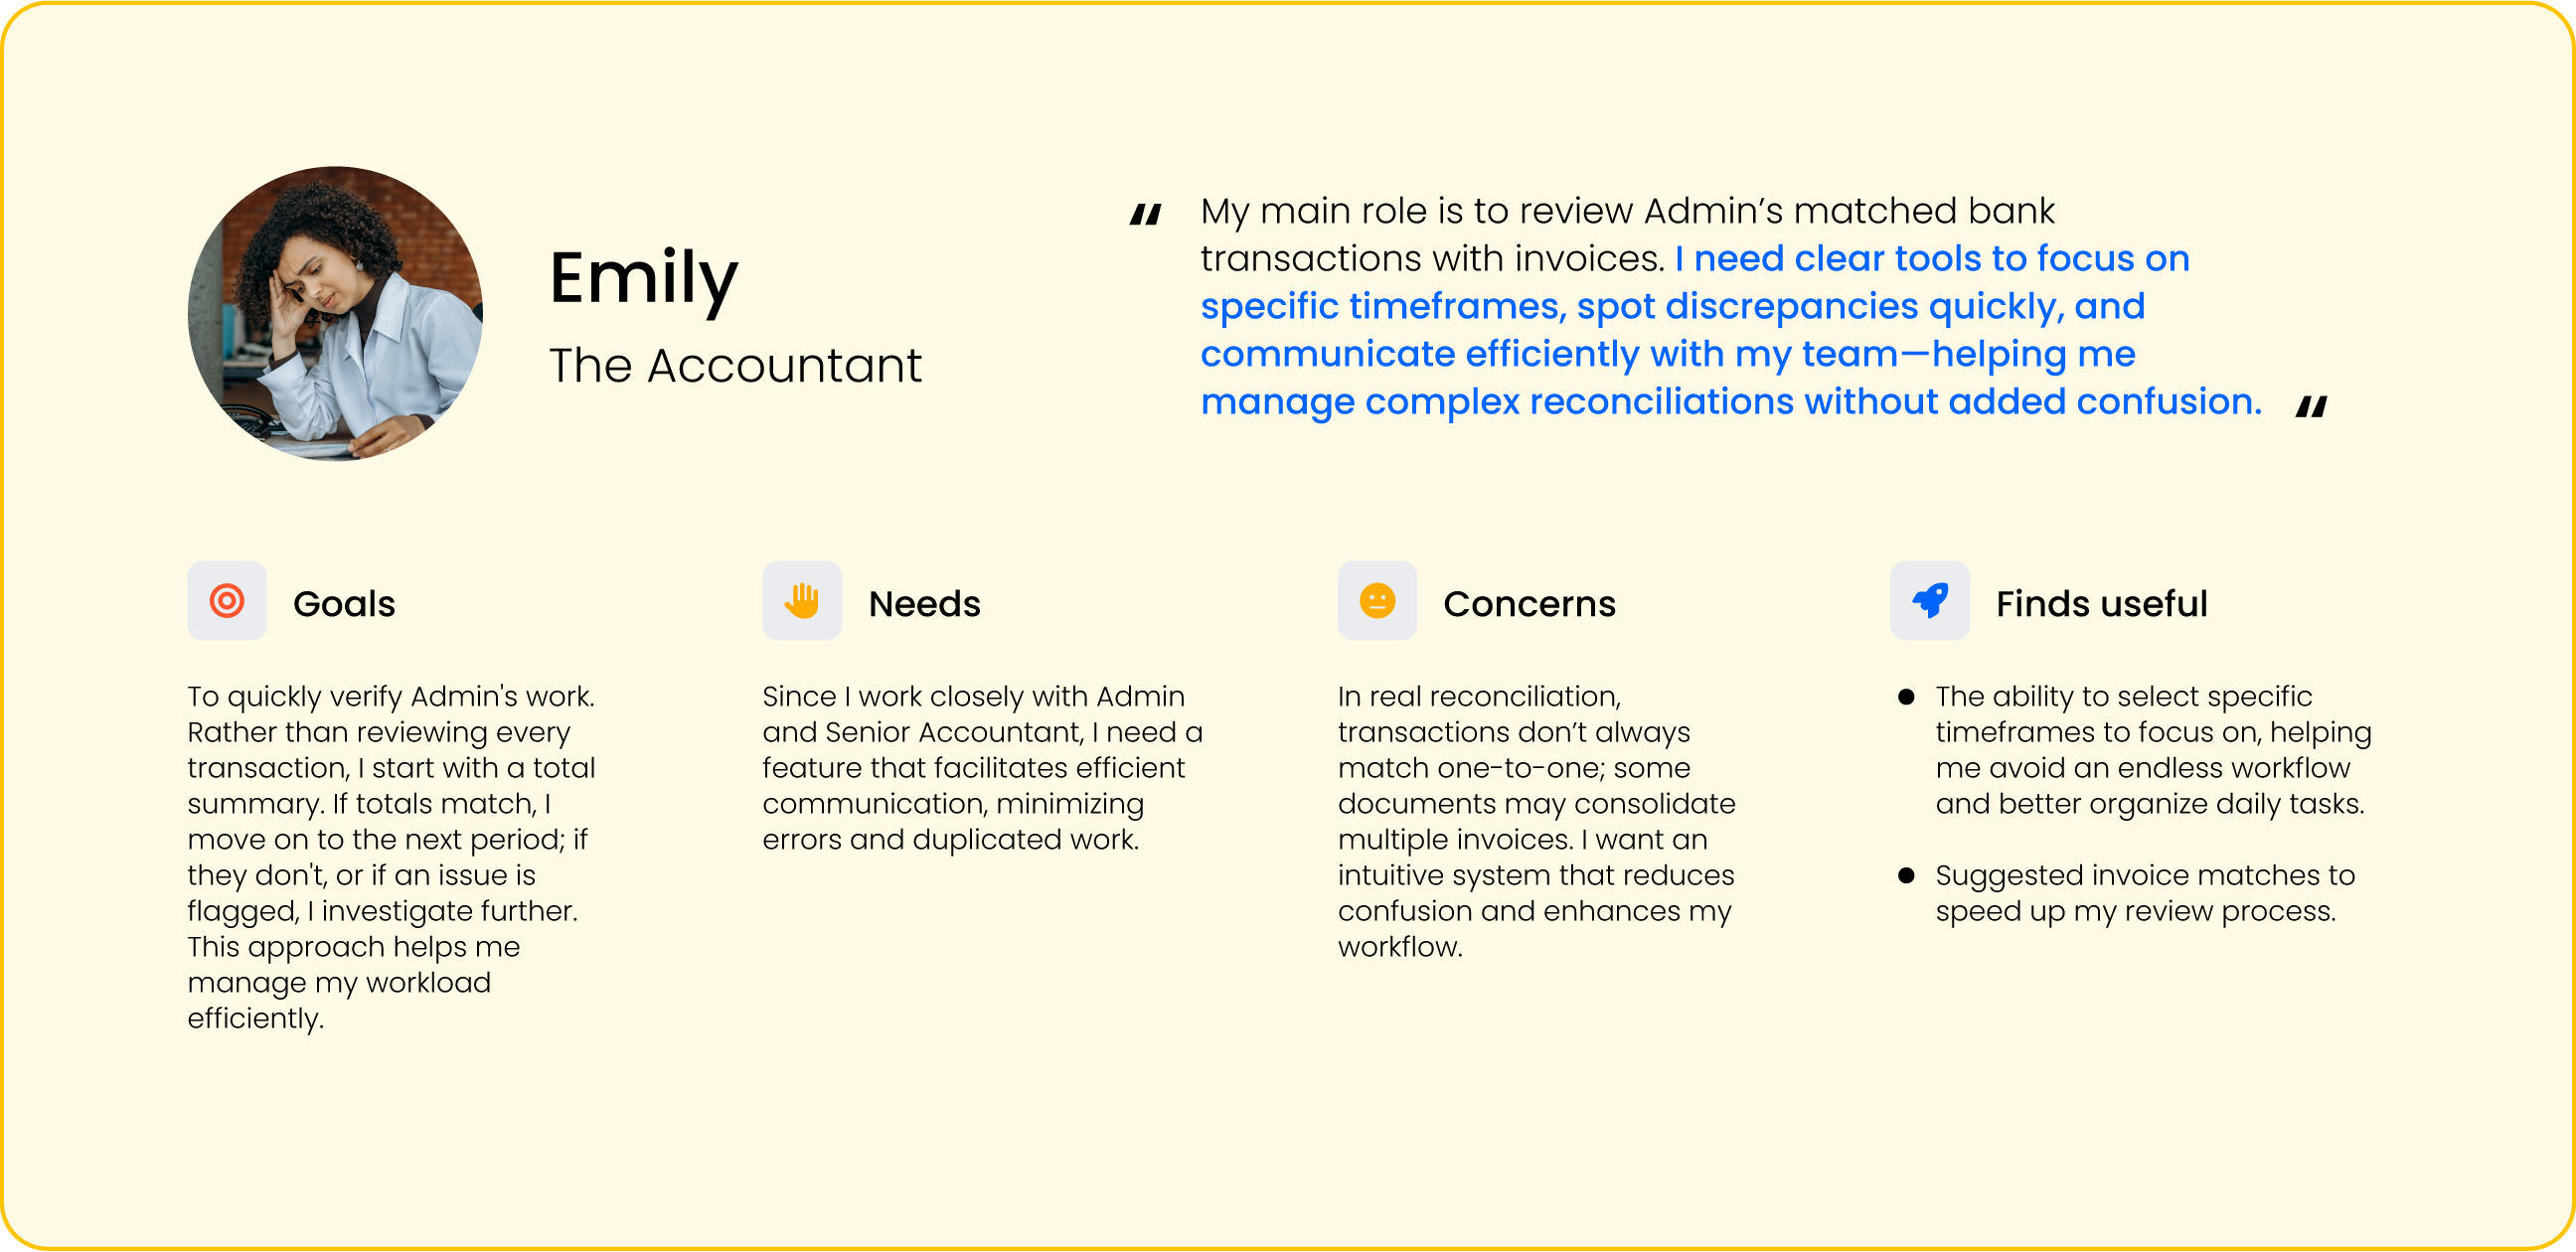 Emily
The Accountant
“ My main role is to review Admin’s matched bank
transactions with invoices. I need clear tools to focus on
specific timeframes, spot discrepancies quickly, and
communicate efficiently with my team—helping me
manage complex reconciliations without added confusion. “
Goals
To quickly verify Admin's work.
Rather than reviewing every
transaction, I start with a total
summary. If totals match, I
move on to the next period; if
they don't, or if an issue is
flagged, I investigate further.
This approach helps me
manage my workload
efficiently.
Needs
Since I work closely with Admin
and Senior Accountant, I need a
feature that facilitates efficient
communication, minimizing
errors and duplicated work.
Concerns
In real reconciliation,
transactions don’t always
match one-to-one; some
documents may consolidate
multiple invoices. I want an
intuitive system that reduces
confusion and enhances my
workflow.
Finds useful
● The ability to select specific
timeframes to focus on, helping
me avoid an endless workflow
and better organize daily tasks.
● Suggested invoice matches to
speed up my review process.